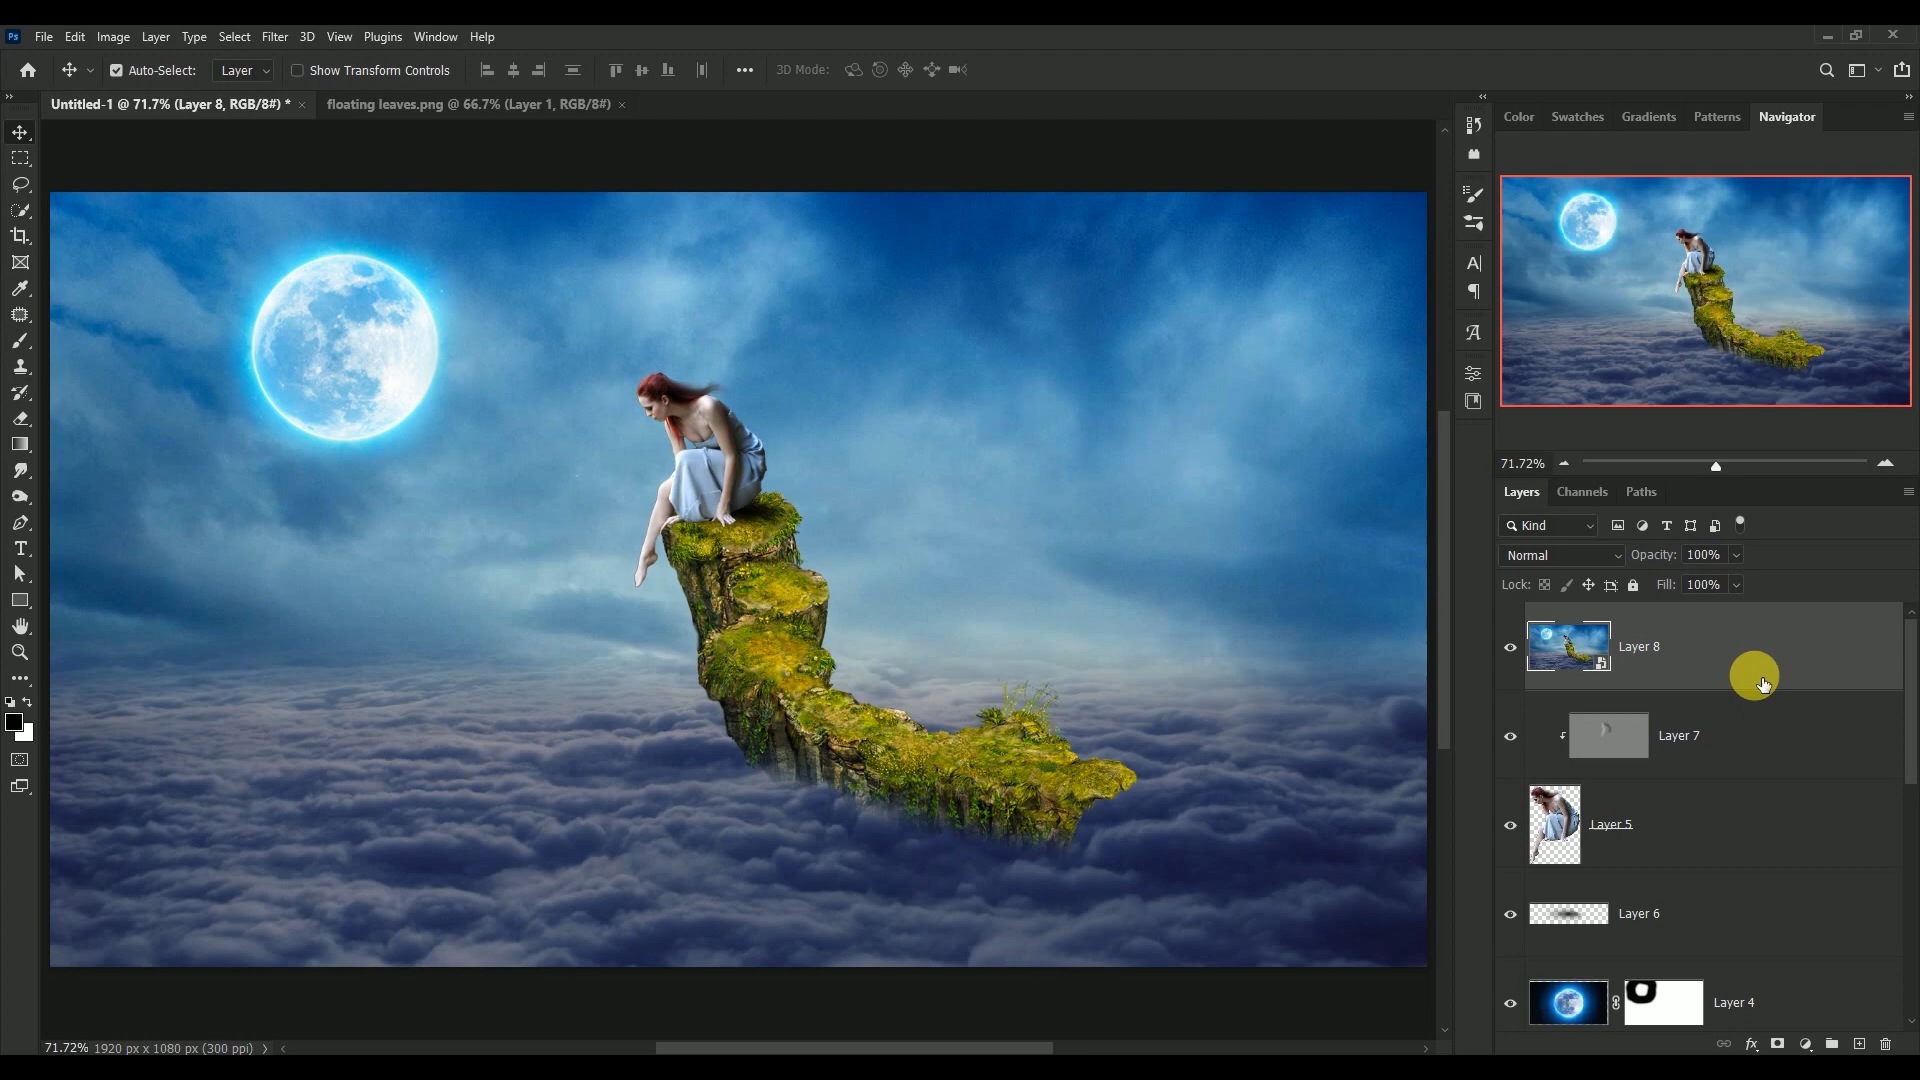 Ps File Edit Image Layer Type Select Filter 3D View Plugins Window Help
Auto-Select: Layer Show Transform Controls 3D Mode:
Untitled-1 @ 71.7% (Layer 8, RGB/8#) * × floating leaves.png @ 66.7% (Layer 1, RGB/8#) ×
Color Swatches Gradients Patterns Navigator
71.72%
Layers Channels Paths
Kind
Normal Opacity: 100%
Lock: Fill: 100%
Layer 8
Layer 7
Layer 5
Layer 6
Layer 4
fx
71.72% 1920 px x 1080 px (300 ppi)